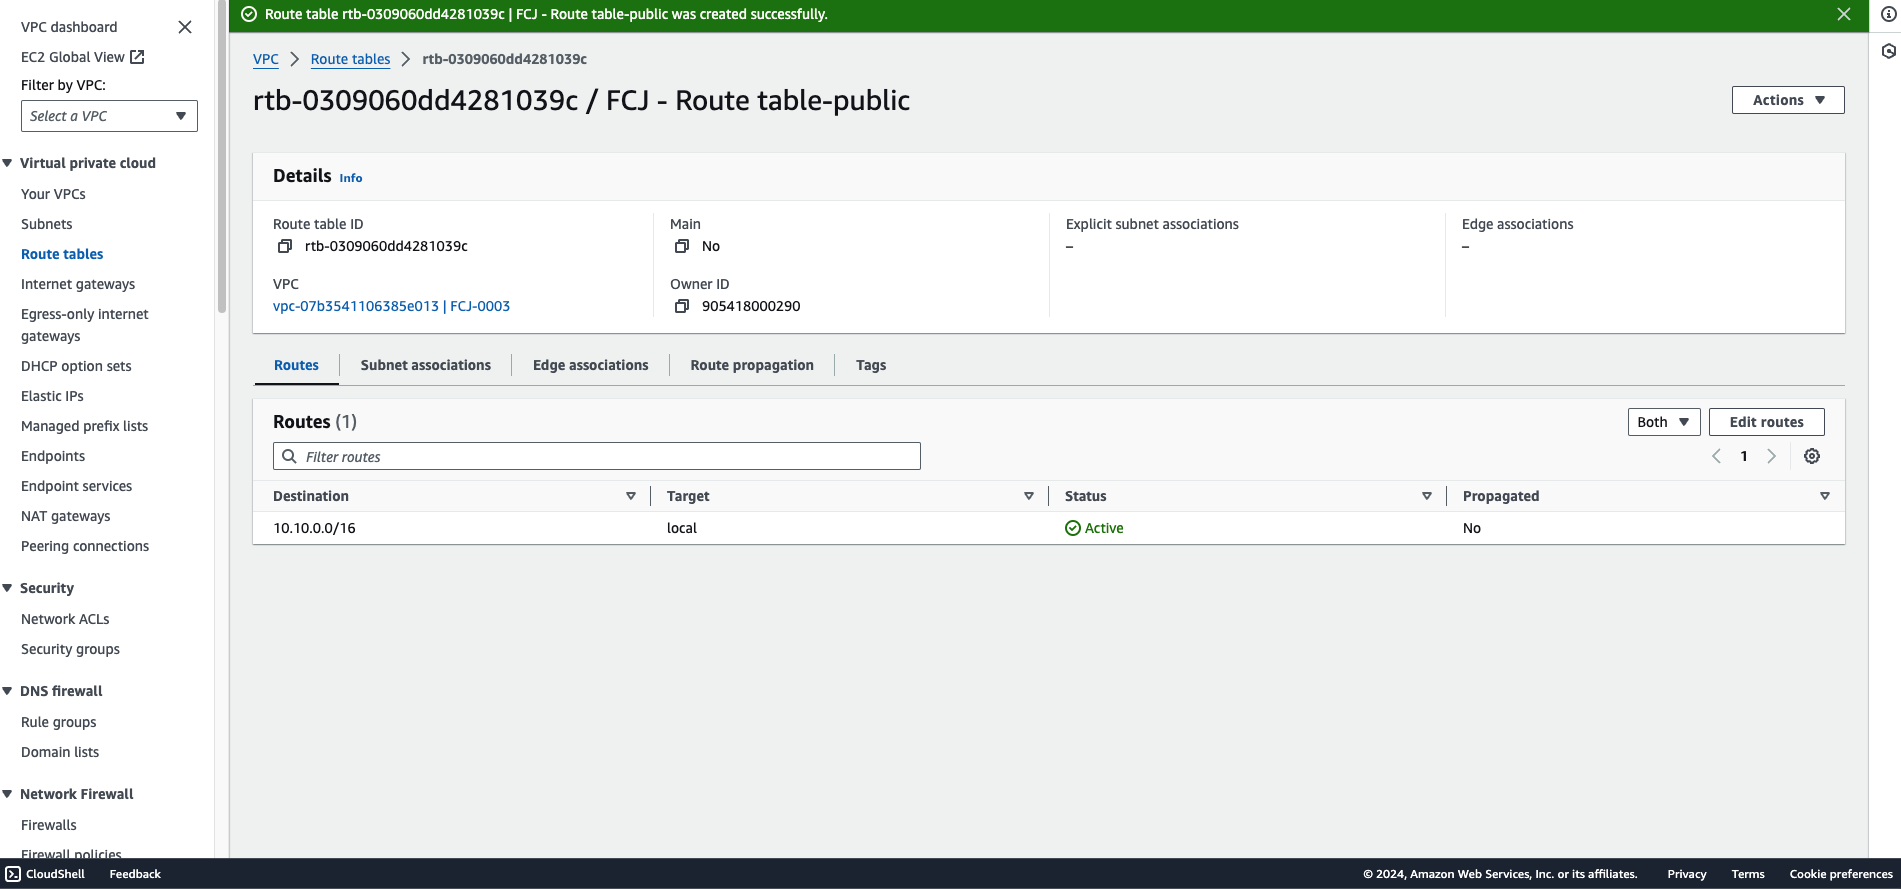 Route table rtb-0309060dd4281039c | FCJ - Route table-public was created successfully.
VPC dashboard
EC2 Global View
Filter by VPC:
Select a VPC
Virtual private cloud
Your VPCs
Subnets
Route tables
Internet gateways
Egress-only internet
gateways
DHCP option sets
Elastic IPs
Managed prefix lists
Endpoints
Endpoint services
NAT gateways
Peering connections
Security
Network ACLs
Security groups
DNS firewall
Rule groups
Domain lists
Network Firewall
Firewalls
Firewall policies
VPC Route tables rtb-0309060dd4281039c
rtb-0309060dd4281039c / FCJ - Route table-public
Actions
Details Info
Route table ID
rtb-0309060dd4281039c
Main
No
Explicit subnet associations
–
Edge associations
–
VPC
vpc-07b3541106385e013 | FCJ-0003
Owner ID
905418000290
Routes Subnet associations Edge associations Route propagation Tags
Routes (1)
Both
Edit routes
Filter routes
1
Destination Target Status Propagated
10.10.0.0/16 local Active No
CloudShell Feedback © 2024, Amazon Web Services, Inc. or its affiliates. Privacy Terms Cookie preferences